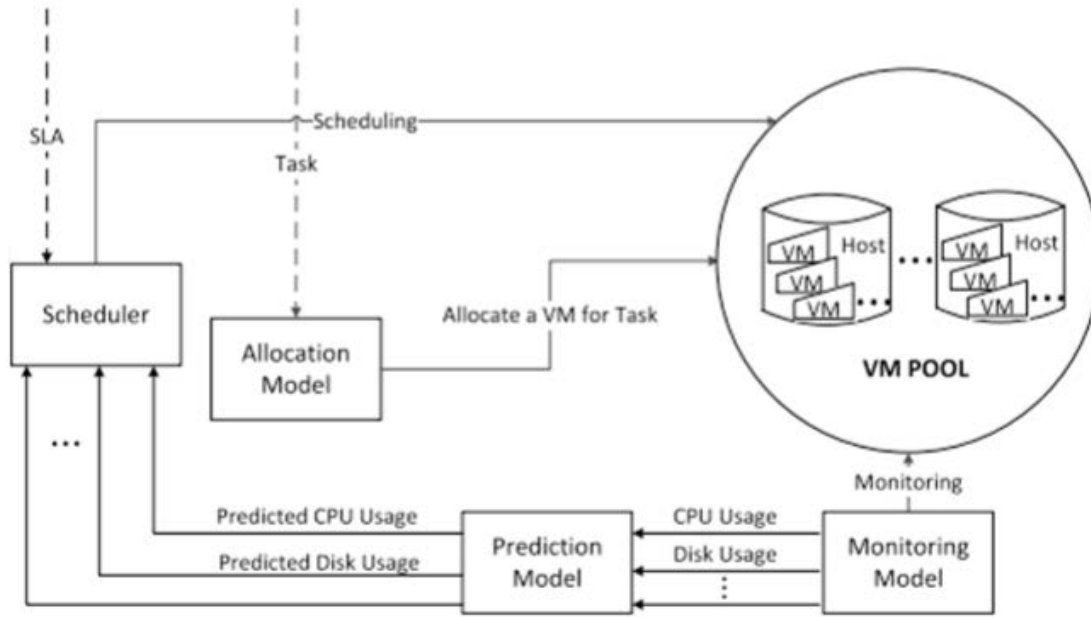 SLA
Scheduling
Task
Scheduler
Allocation
Model
Allocate a VM for Task
VM
VM
VM
Host
...
...
VM
VM
VM
Host
...
VM POOL
...
Monitoring
Predicted CPU Usage
Predicted Disk Usage
Prediction
Model
CPU Usage
Disk Usage
...
Monitoring
Model